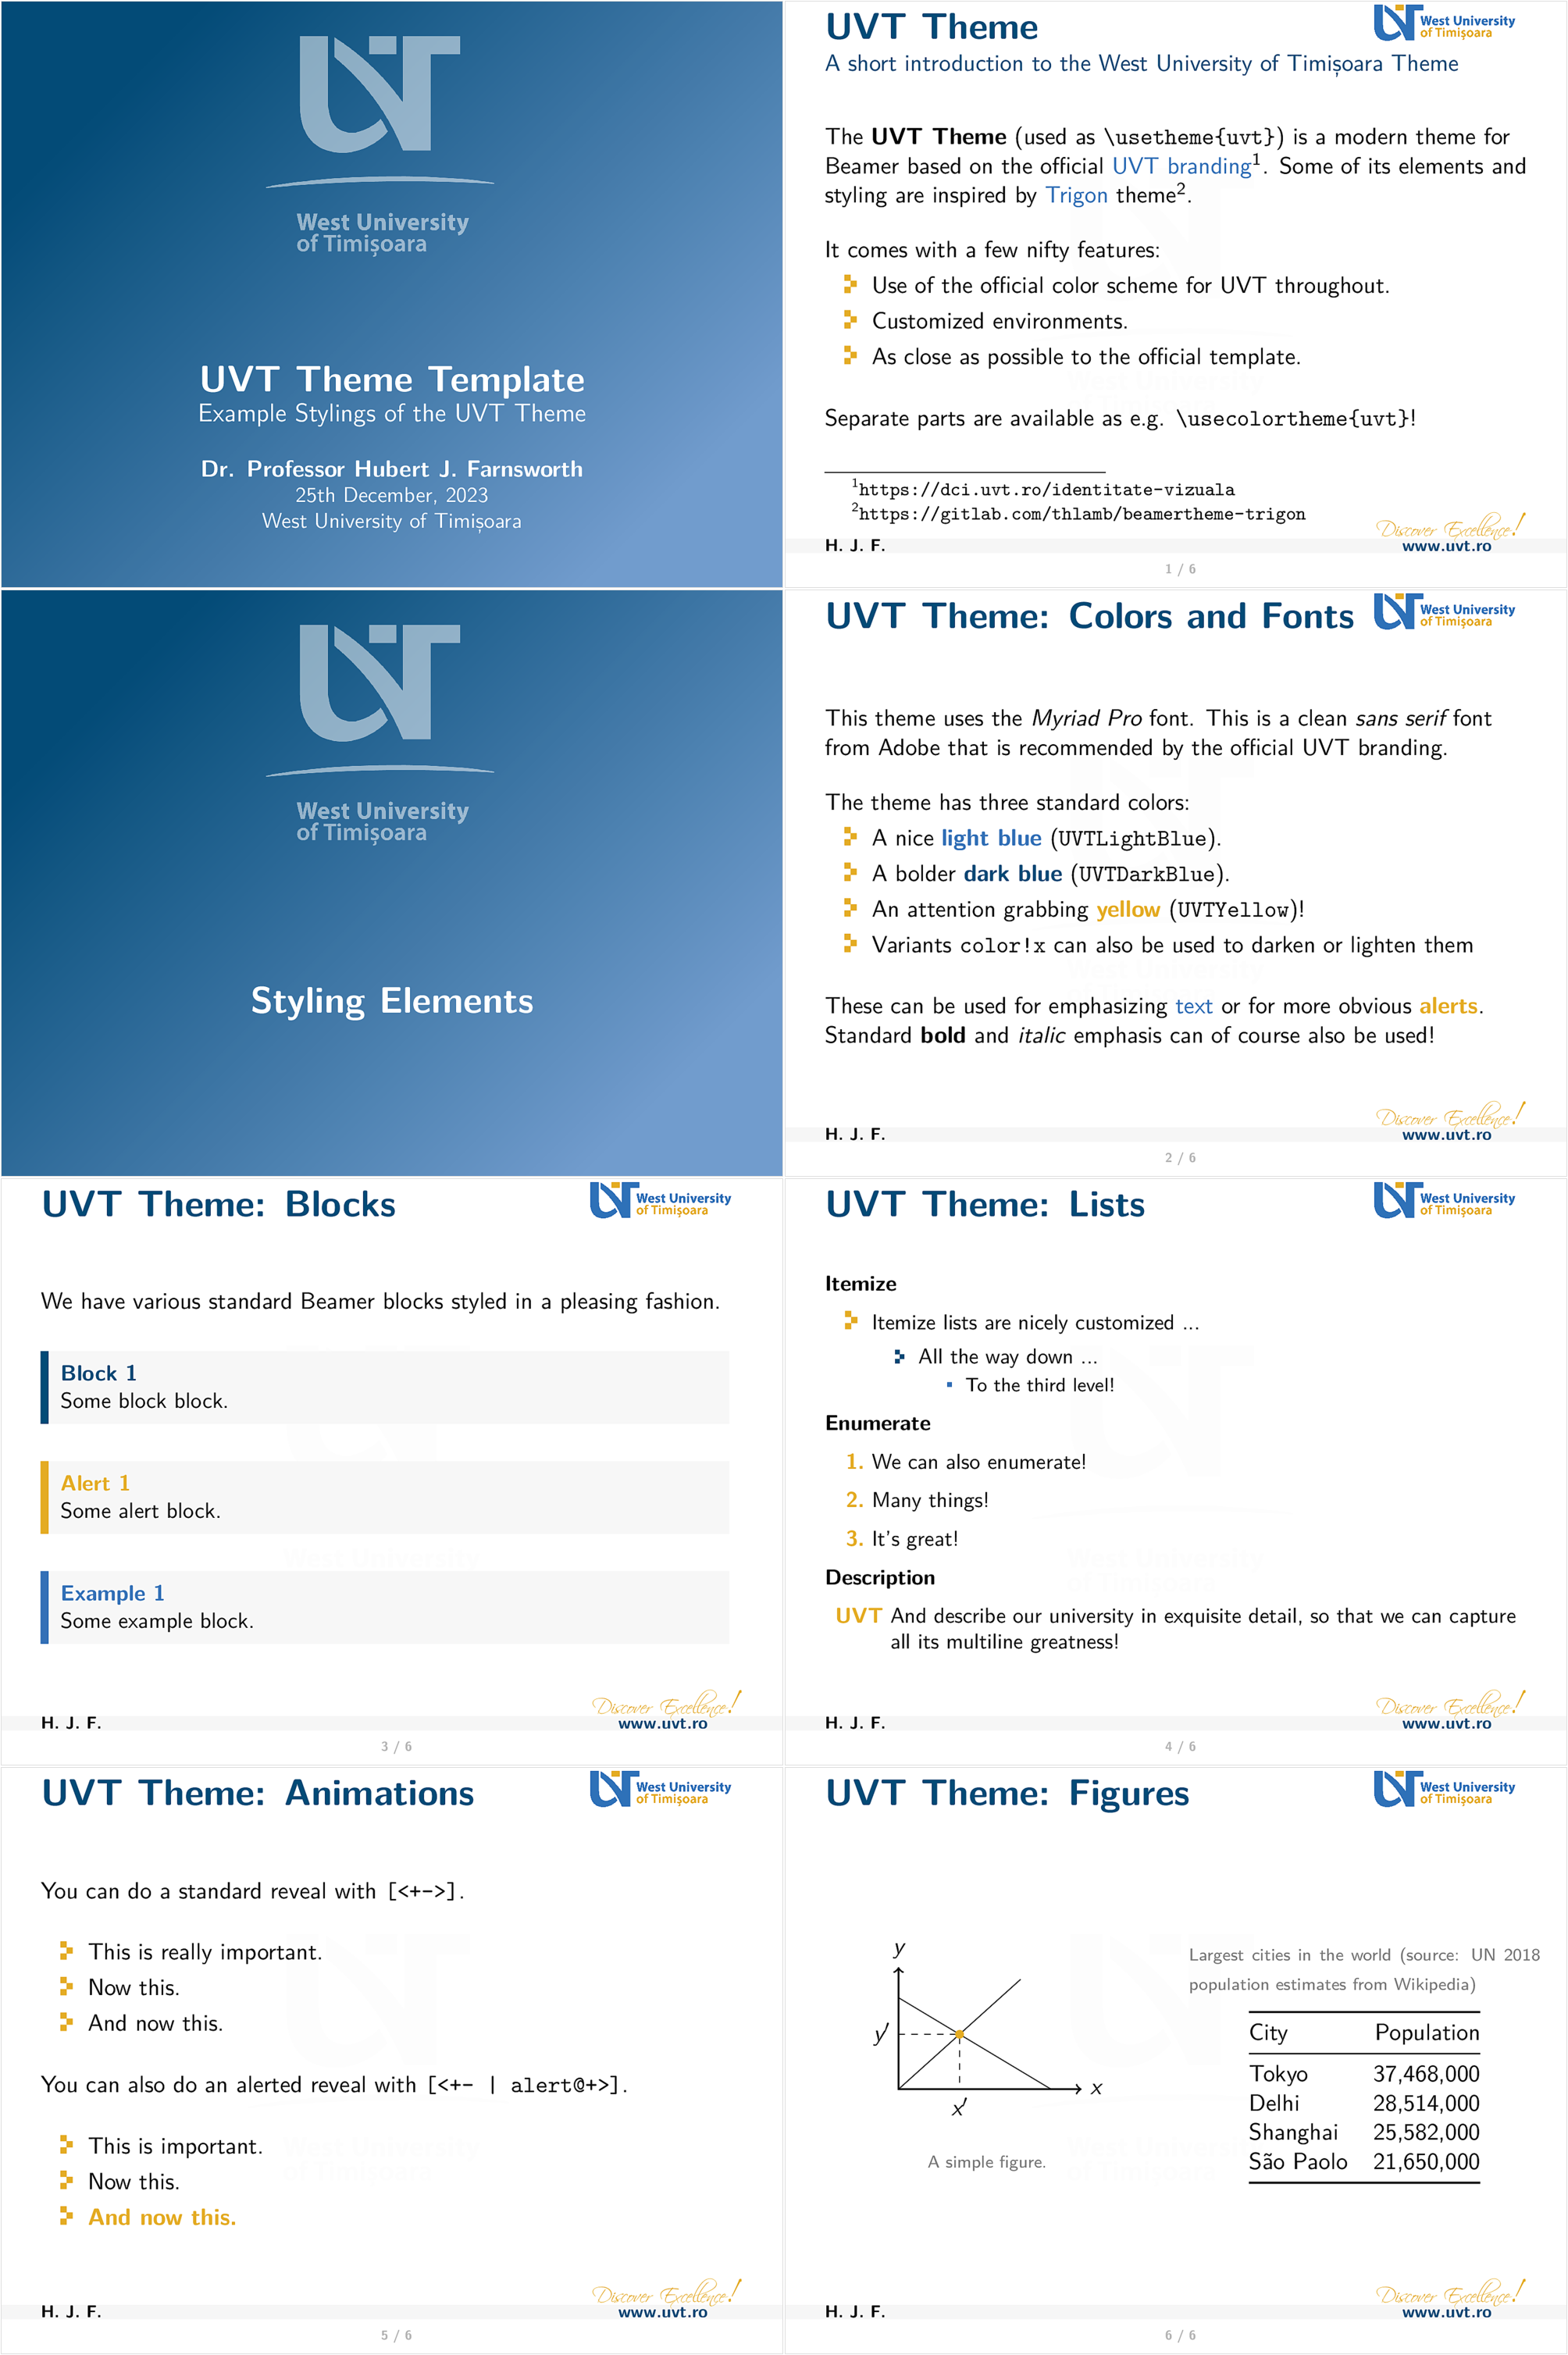 West University
of Timișoara
UVT Theme Template
Example Stylings of the UVT Theme
Dr. Professor Hubert J. Farnsworth
25th December, 2023
West University of Timișoara
UVT Theme
West University
of Timișoara
A short introduction to the West University of Timișoara Theme
The UVT Theme (used as \usetheme{uvt}) is a modern theme for
Beamer based on the official UVT branding1. Some of its elements and
styling are inspired by Trigon theme2.
It comes with a few nifty features:
Use of the official color scheme for UVT throughout.
Customized environments.
As close as possible to the official template.
Separate parts are available as e.g. \usecolortheme{uvt}!
1https://dci.uvt.ro/identitate-vizuala
2https://gitlab.com/thlamb/beamertheme-trigon
Discover Excellence!
H. J. F.
www.uvt.ro
1 / 6
West University
of Timișoara
Styling Elements
UVT Theme: Colors and Fonts
West University
of Timișoara
This theme uses the Myriad Pro font. This is a clean sans serif font
from Adobe that is recommended by the official UVT branding.
The theme has three standard colors:
A nice light blue (UVTLightBlue).
A bolder dark blue (UVTDarkBlue).
An attention grabbing yellow (UVTYellow)!
Variants color!x can also be used to darken or lighten them
These can be used for emphasizing text or for more obvious alerts.
Standard bold and italic emphasis can of course also be used!
Discover Excellence!
H. J. F.
www.uvt.ro
2 / 6
UVT Theme: Blocks
West University
of Timișoara
We have various standard Beamer blocks styled in a pleasing fashion.
Block 1
Some block block.
Alert 1
Some alert block.
Example 1
Some example block.
Discover Excellence!
H. J. F.
www.uvt.ro
3 / 6
UVT Theme: Lists
West University
of Timișoara
Itemize
Itemize lists are nicely customized ...
All the way down ...
To the third level!
Enumerate
1. We can also enumerate!
2. Many things!
3. It's great!
Description
UVT And describe our university in exquisite detail, so that we can capture
all its multiline greatness!
Discover Excellence!
H. J. F.
www.uvt.ro
4 / 6
UVT Theme: Animations
West University
of Timișoara
You can do a standard reveal with [<+->].
This is really important.
Now this.
And now this.
You can also do an alerted reveal with [<+- | alert@+>].
This is important.
Now this.
And now this.
Discover Excellence!
H. J. F.
www.uvt.ro
5 / 6
UVT Theme: Figures
West University
of Timișoara
y
y′
x
x′
A simple figure.
Largest cities in the world (source: UN 2018
population estimates from Wikipedia)
City Population
Tokyo 37,468,000
Delhi 28,514,000
Shanghai 25,582,000
São Paolo 21,650,000
Discover Excellence!
H. J. F.
www.uvt.ro
6 / 6